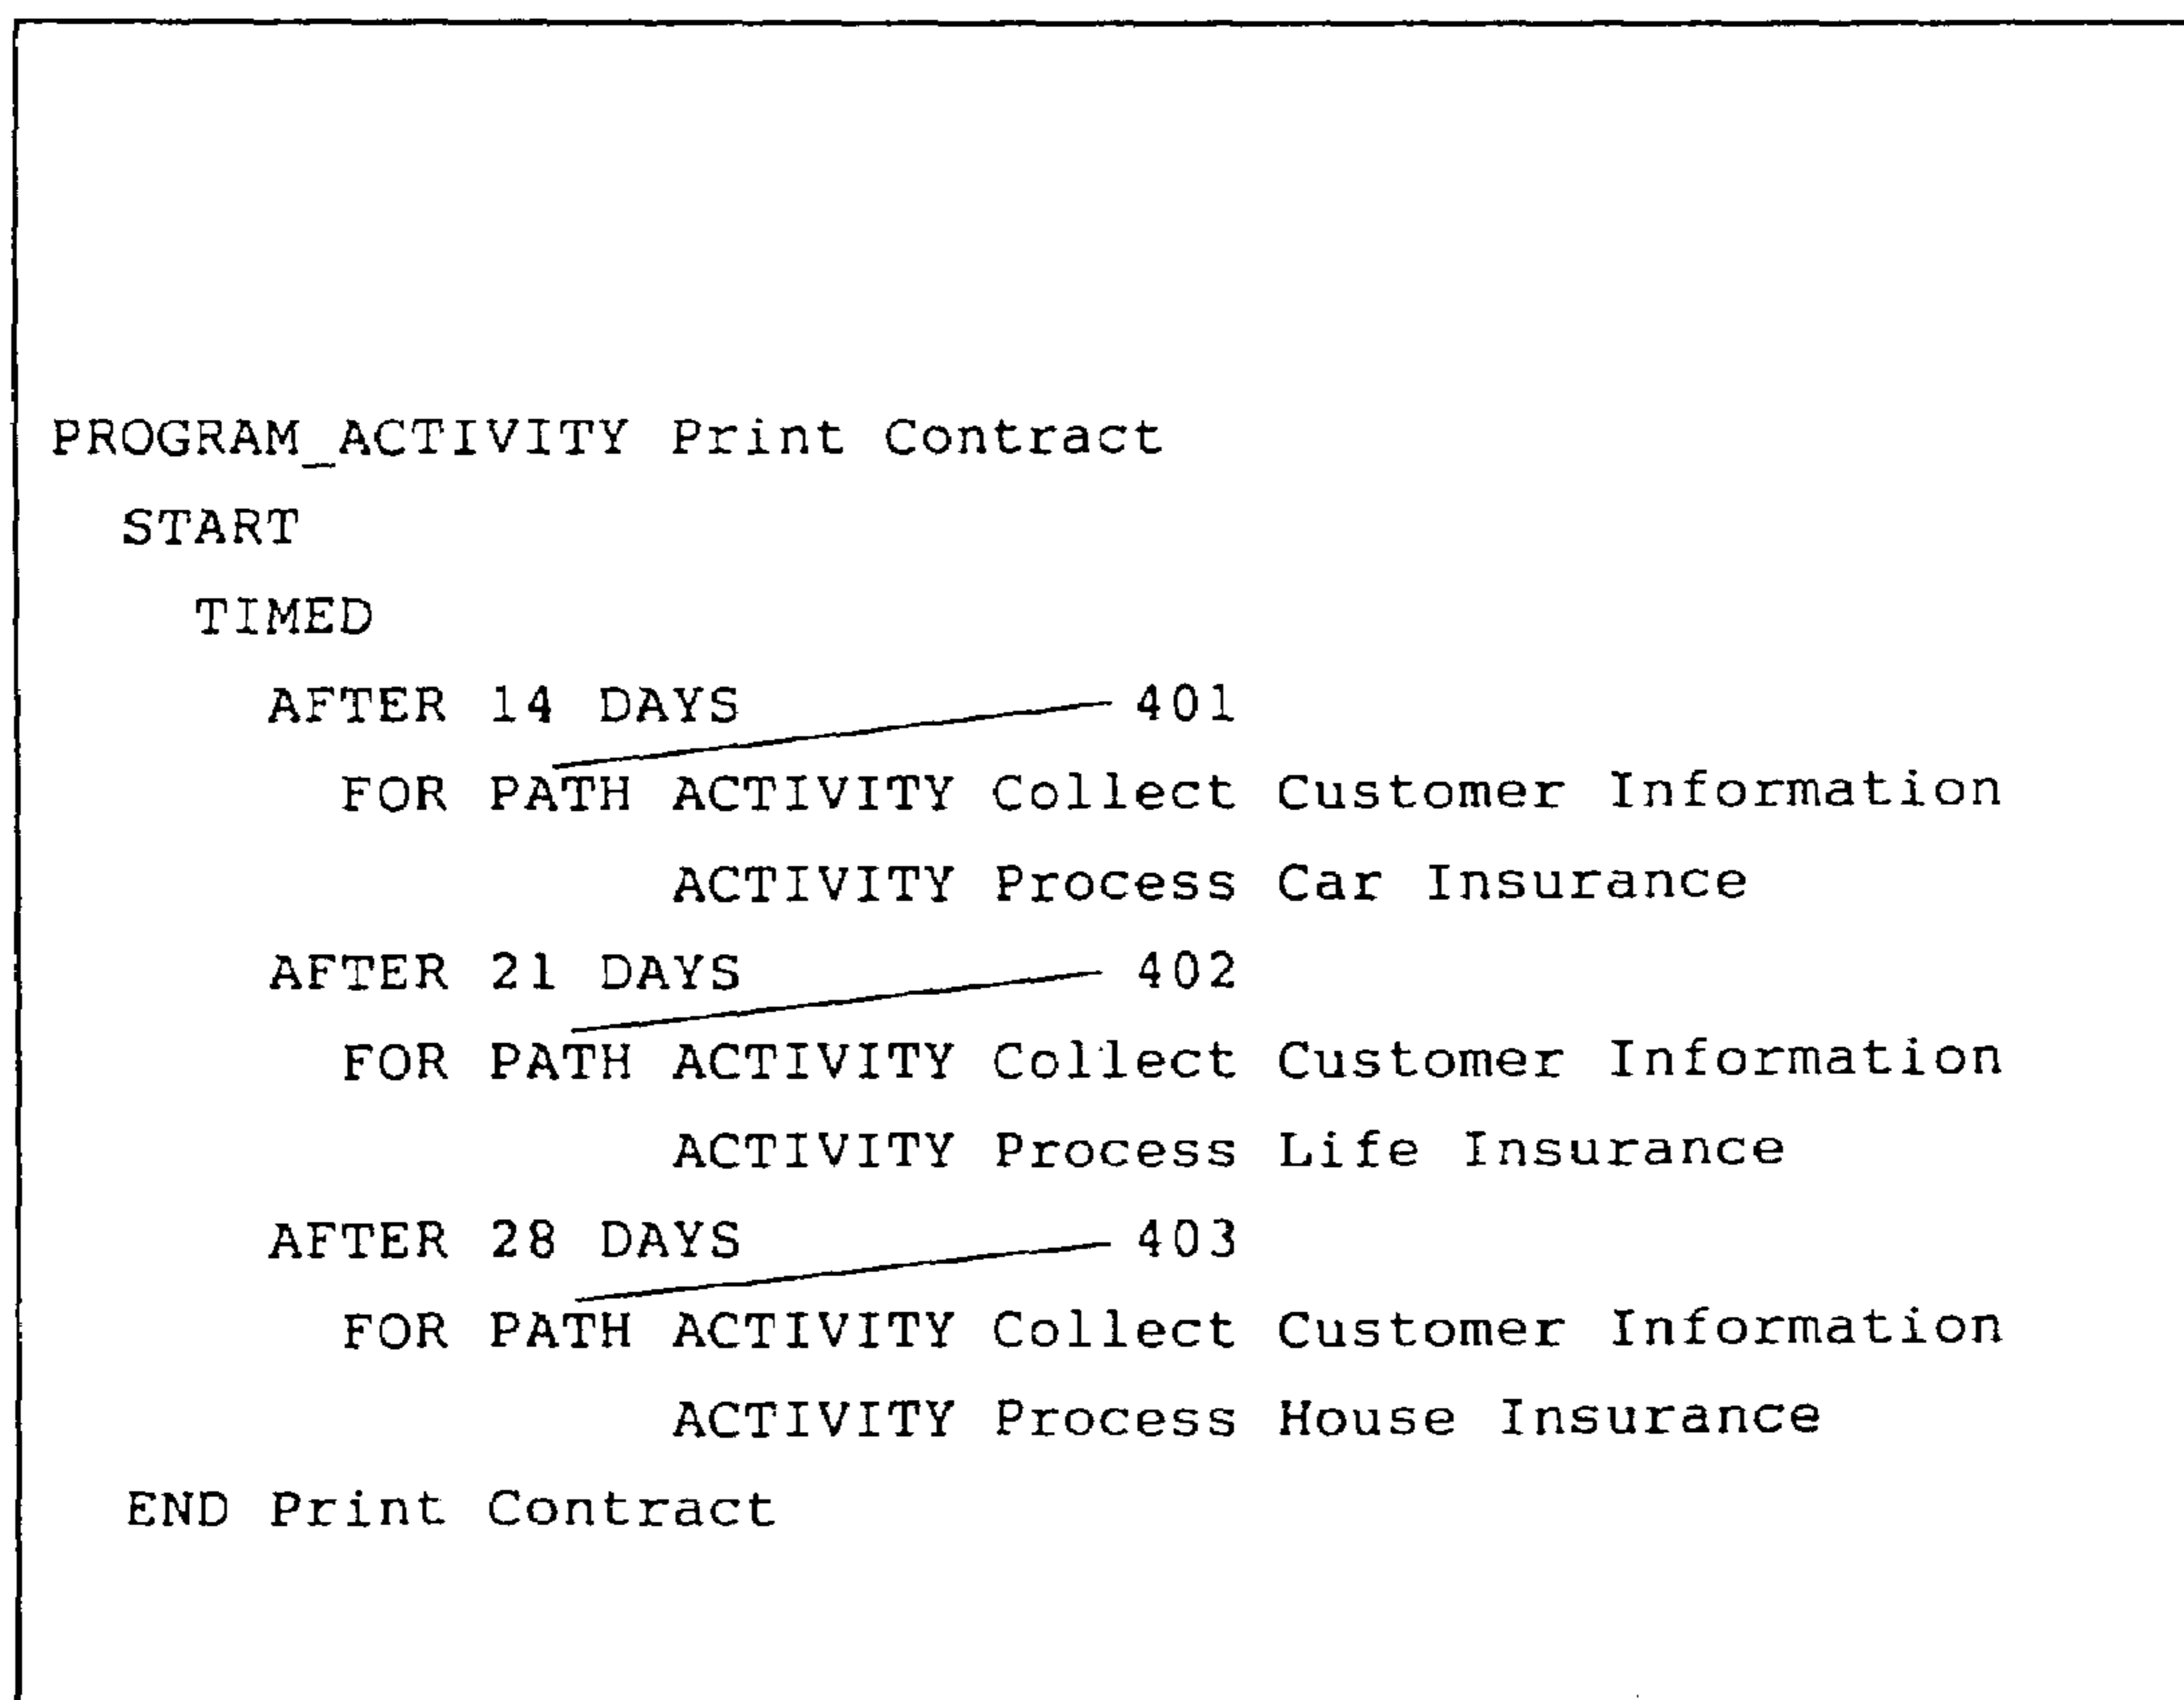 PROGRAM_ACTIVITY Print Contract
START
TIMED
AFTER 14 DAYS 401
FOR PATH ACTIVITY Collect Customer Information
ACTIVITY Process Car Insurance
AFTER 21 DAYS 402
FOR PATH ACTIVITY Collect Customer Information
ACTIVITY Process Life Insurance
AFTER 28 DAYS 403
FOR PATH ACTIVITY Collect Customer Information
ACTIVITY Process House Insurance
END Print Contract